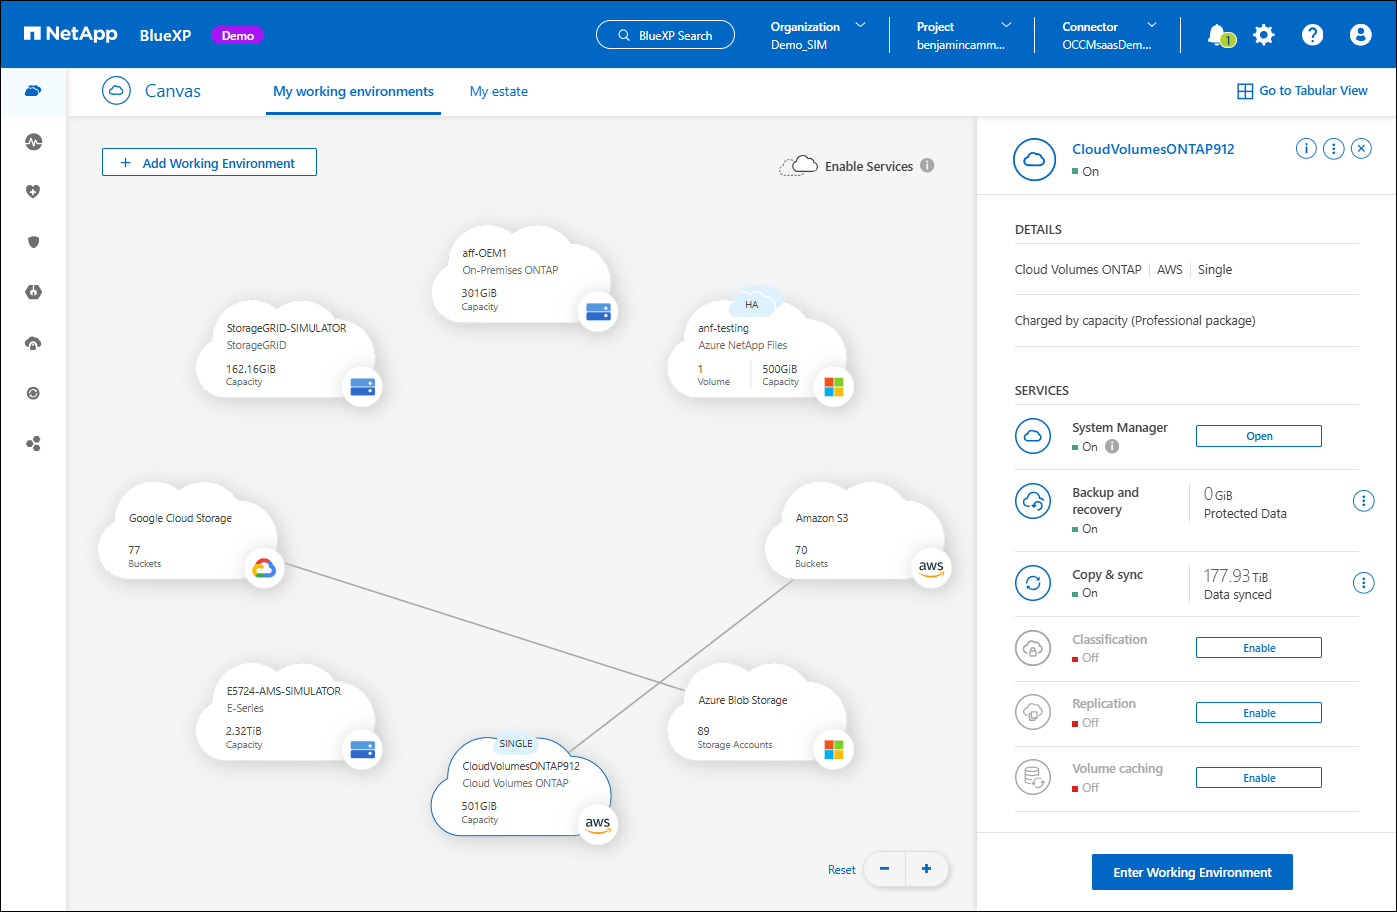 NetApp BlueXP Demo
BlueXP Search
Organization
Demo_SIM
Project
benjamincamm...
Connector
OCCMsaasDem...
1
Canvas
My working environments
My estate
Go to Tabular View
+ Add Working Environment
Enable Services
aff-OEM1
On-Premises ONTAP
301GiB
Capacity
StorageGRID-SIMULATOR
StorageGRID
162.16GiB
Capacity
HA
anf-testing
Azure NetApp Files
1
Volume
500GiB
Capacity
Google Cloud Storage
77
Buckets
Amazon S3
70
Buckets
aws
E5724-AMS-SIMULATOR
E-Series
2.32TiB
Capacity
SINGLE
CloudVolumesONTAP912
Cloud Volumes ONTAP
501GiB
Capacity
aws
Azure Blob Storage
89
Storage Accounts
Reset
CloudVolumesONTAP912
On
DETAILS
Cloud Volumes ONTAP | AWS | Single
Charged by capacity (Professional package)
SERVICES
System Manager
On
Open
Backup and
recovery
On
0 GiB
Protected Data
Copy & sync
On
177.93 TiB
Data synced
Classification
Off
Enable
Replication
Off
Enable
Volume caching
Off
Enable
Enter Working Environment